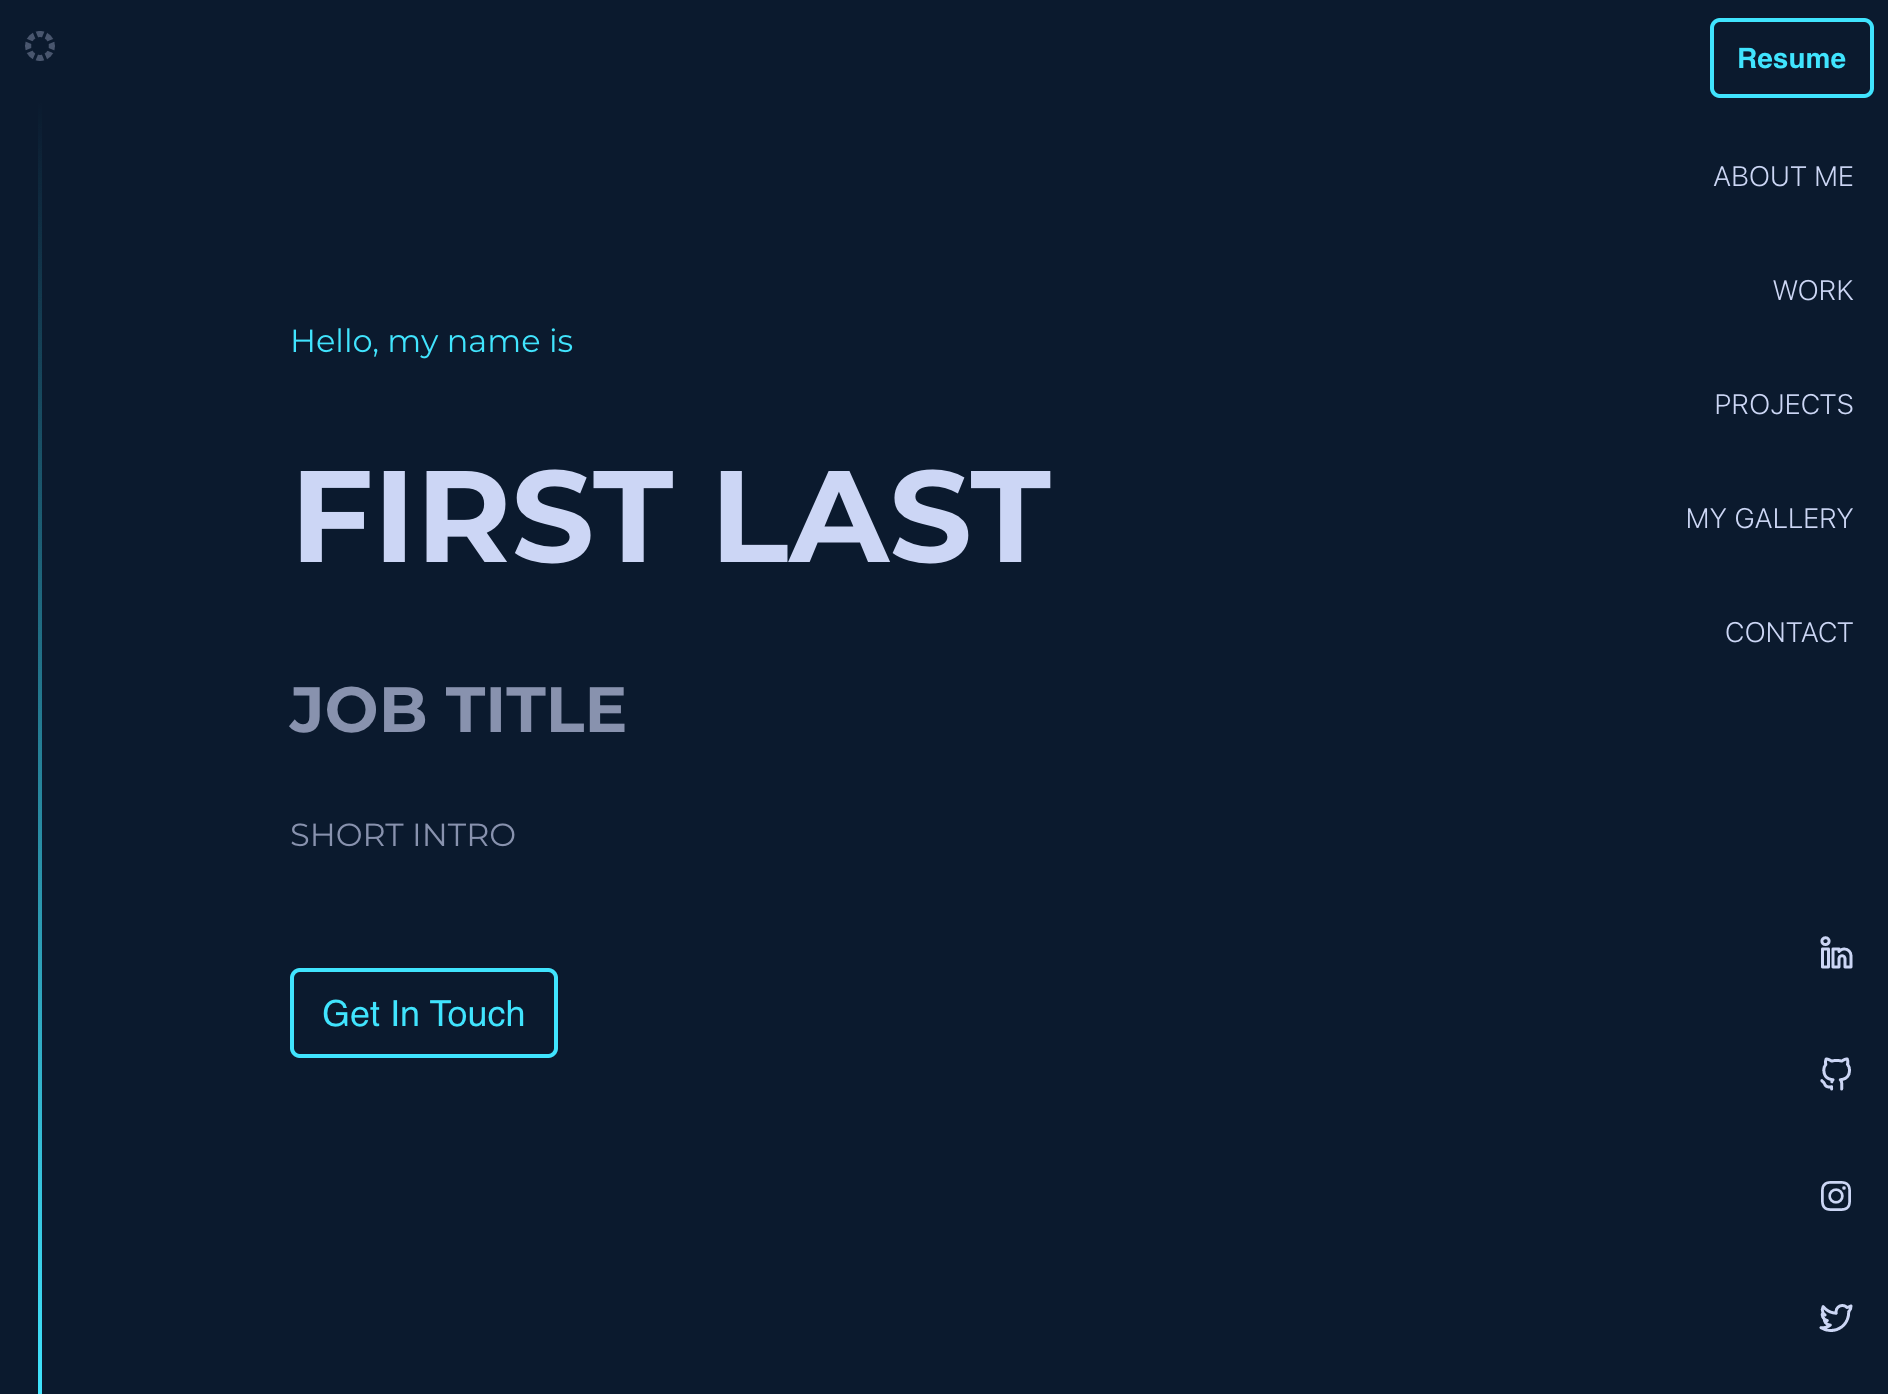 Resume
ABOUT ME
WORK
PROJECTS
MY GALLERY
CONTACT
Hello, my name is
FIRST LAST
JOB TITLE
SHORT INTRO
Get In Touch